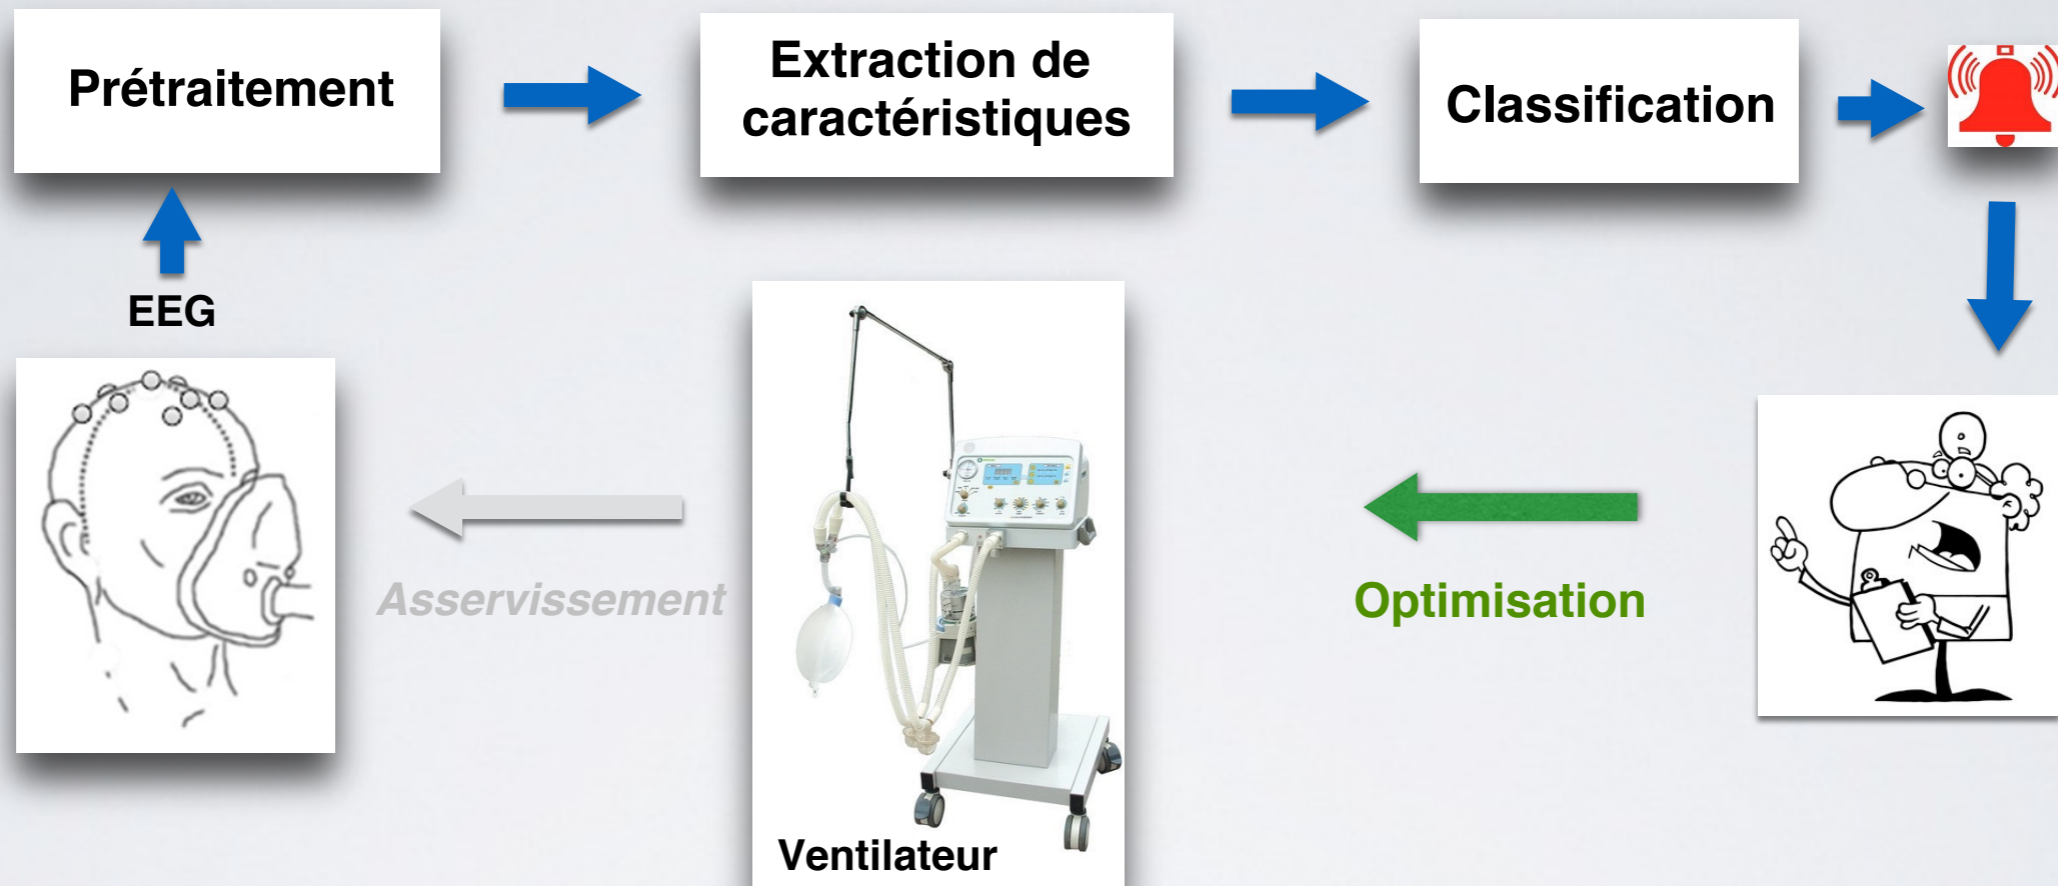 Prétraitement
Extraction de
caractéristiques
Classification
EEG
Asservissement
Optimisation
Ventilateur